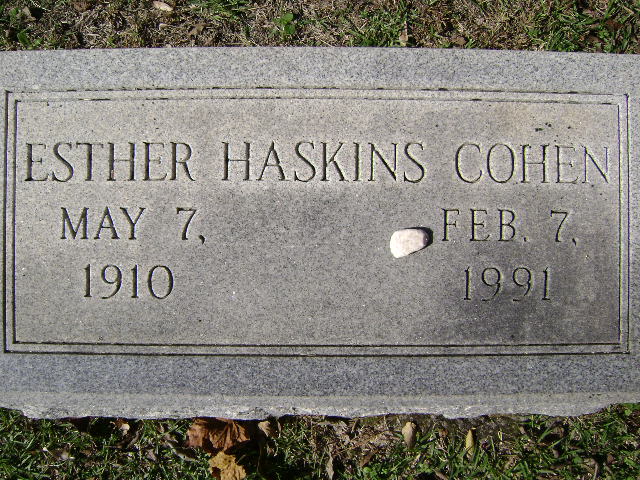 ESTHER HASKINS COHEN
MAY 7, FEB. 7,
1910 1991